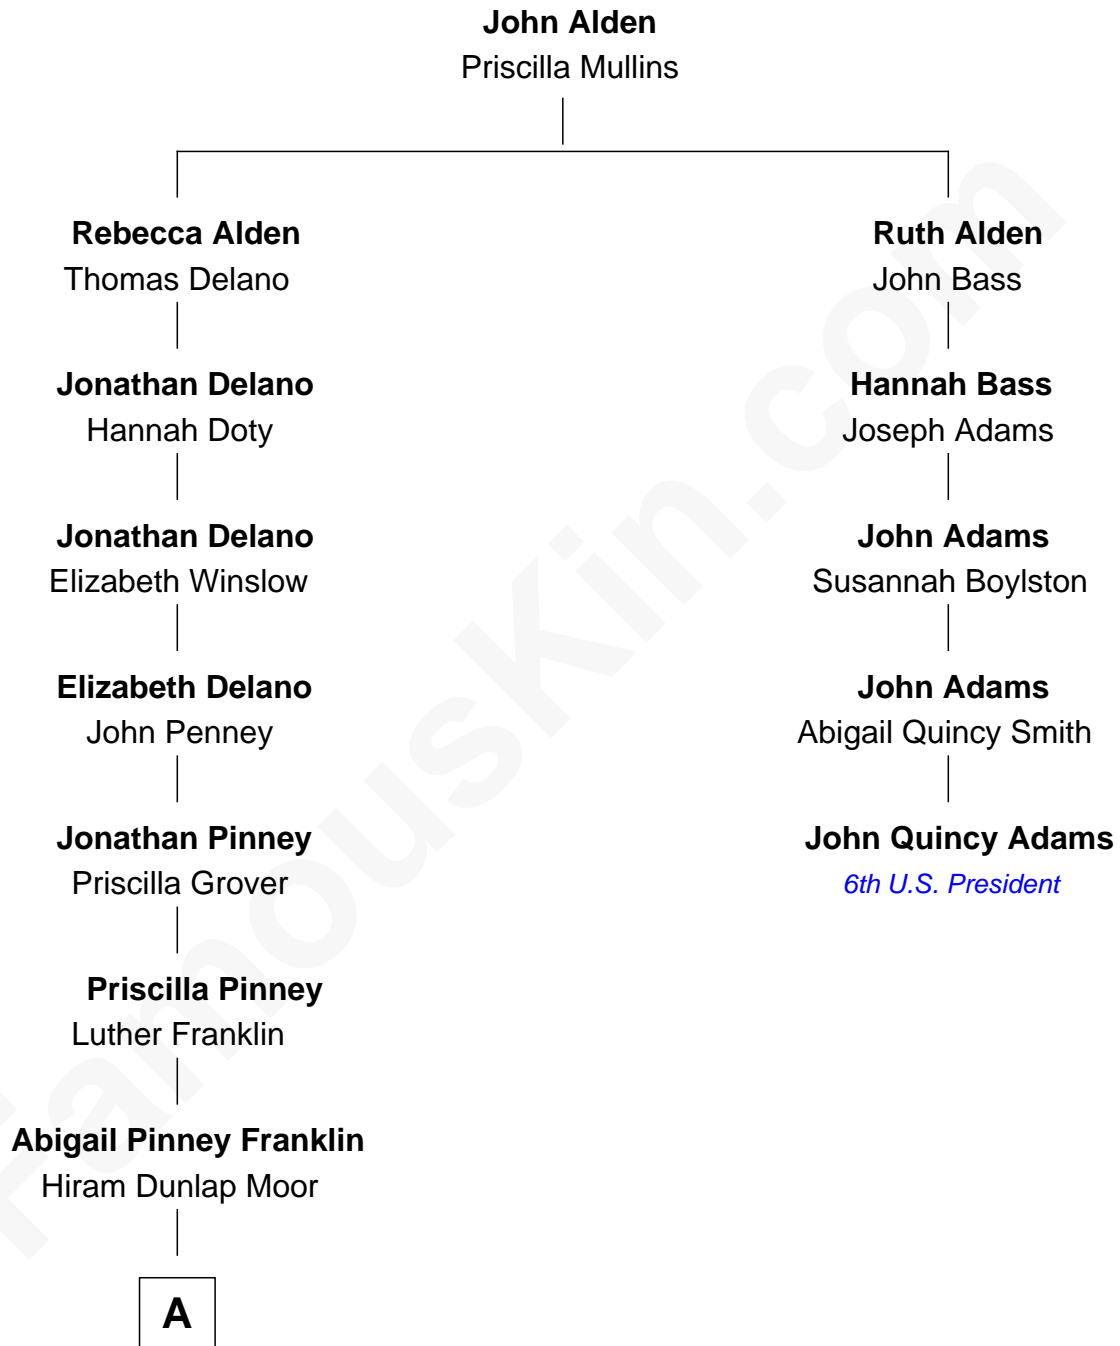 John Alden
Priscilla Mullins
Rebecca Alden
Thomas Delano
Ruth Alden
John Bass
Jonathan Delano
Hannah Doty
Hannah Bass
Joseph Adams
Jonathan Delano
Elizabeth Winslow
John Adams
Susannah Boylston
Elizabeth Delano
John Penney
John Adams
Abigail Quincy Smith
Jonathan Pinney
Priscilla Grover
John Quincy Adams
6th U.S. President
Priscilla Pinney
Luther Franklin
Abigail Pinney Franklin
Hiram Dunlap Moor
A
FamousKin.com